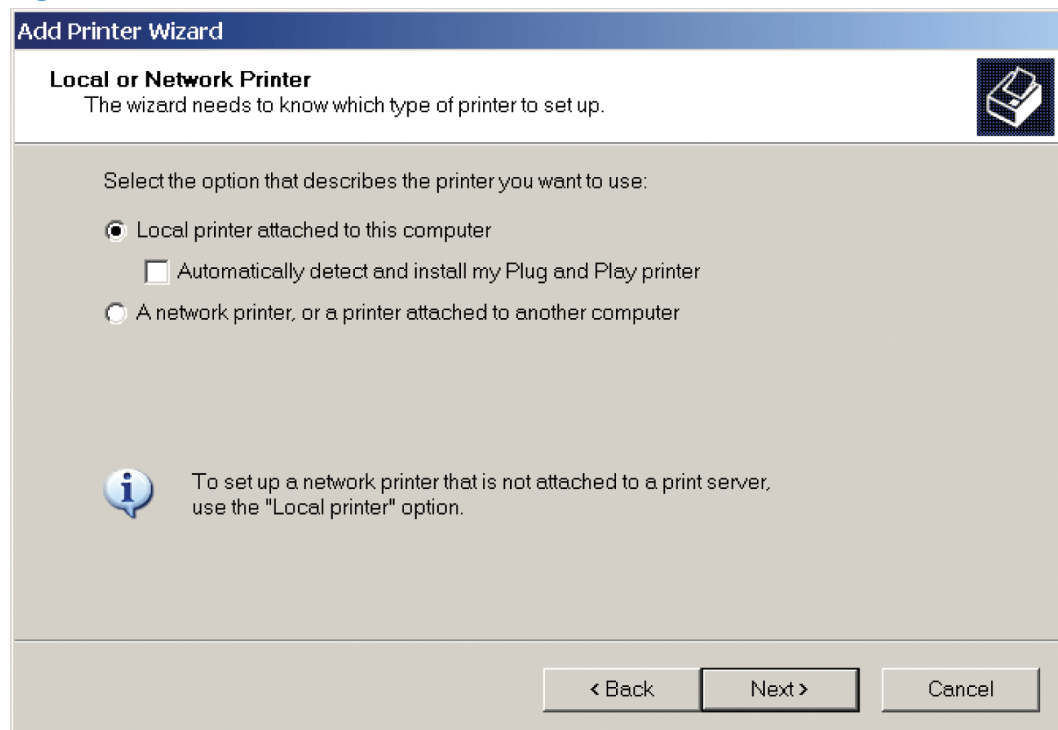 Add Printer Wizard
Local or Network Printer
The wizard needs to know which type of printer to set up.
Select the option that describes the printer you want to use:
Local printer attached to this computer
Automatically detect and install my Plug and Play printer
A network printer, or a printer attached to another computer
To set up a network printer that is not attached to a print server,
use the "Local printer" option.
< Back
Next >
Cancel